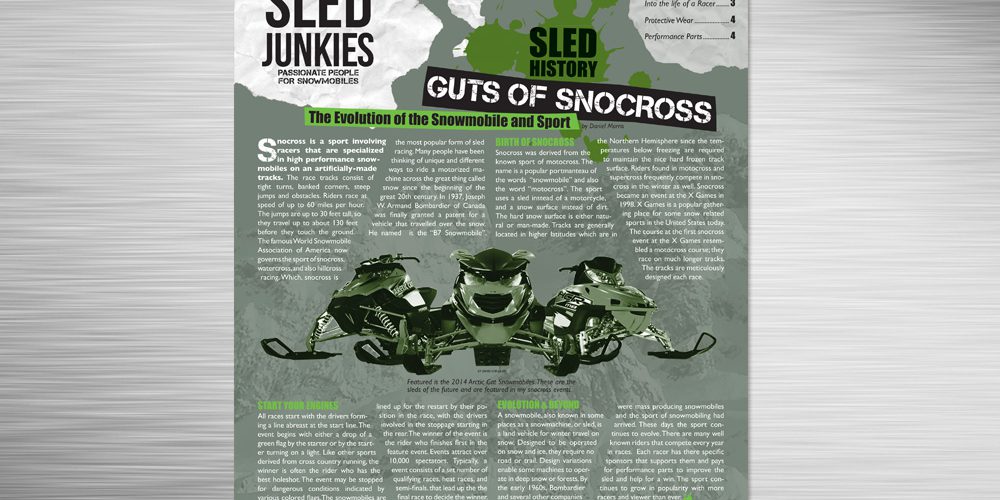 SLED
JUNKIES
PASSIONATE PEOPLE
FOR SNOWMOBILES
Into the life of a Racer 3
Protective Wear 4
Performance Parts 4
SLED
HISTORY
GUTS OF SNOCROSS
The Evolution of the Snowmobile and Sport
by Daniel Morris
Snocross is a sport involving
racers that are specialized
in high performance snow-
mobiles on an artificially-made
tracks. The race tracks consist of
tight turns, banked corners, steep
jumps and obstacles. Riders race at
speed of up to 60 miles per hour.
The jumps are up to 30 feet tall, so
they travel up to about 130 feet
before they touch the ground.
The famous World Snowmobile
Association of America, now
governs the sport of snocross,
watercross, and also hillcross
racing. Which, snocross is
the most popular form of sled
racing. Many people have been
thinking of unique and different
ways to ride a motorized ma-
chine across the great thing called
snow since the beginning of the
great 20th century. In 1937, Joseph
W. Armand Bombardier of Canada
was finally granted a patent for a
vehicle that travelled over the snow.
He named is the "B7 Snowmobile".
BIRTH OF SNOCROSS
Snocross was derived from the
known sport of motocross. The
name is a popular portmanteau of
the words "snowmobile" and also
the word "motocross". The sport
uses a sled instead of a motorcycle
and a snow surface instead of dirt.
The hard snow surface is either natu-
ral or man-made. Tracks are generally
located in higher latitudes which are in
the Northern Hemisphere since the tem-
peratures below freezing are required
to maintain the nice hard frozen track
surface. Riders found in motocross and
supercross frequently compete in sno-
cross in the winter as well. Snocross
became an event at the X Games in
1998. X Games is a popular gather-
ing place for some snow related
sports in the United States today.
The course at the first snocross
event at the X Games resem-
bled a motocross course; they
race on much longer tracks.
The tracks are meticulously
designed each race.
Featured is the 2014 Arctic Cat Snowmobiles. These are the
sleds of the future and are featured in my snocross events
START YOUR ENGINES
All races start with the drivers form-
ing a line abreast at the start line. The
event begins with either a drop of a
green flag by the starter or by the start-
er turning on a light. Like other sports
derived from cross country running, the
winner is often the rider who has the
best holeshot. The event may be stopped
for dangerous conditions indicated by
various colored flags. The snowmobiles are
lined up for the restart by their po-
sition in the race, with the drivers
involved in the stoppage starting in
the rear. The winner of the event is
the rider who finishes first in the
feature event. Events attract over
10,000 spectators. Typically, a
event consists of a set number of
qualifying races, heat races, and
semi-finals that lead up the the
final race to decide the winner.
EVOLUTION & BEYOND
A snowmobile, also known in some
places as a snowmachine, or sled, is
a land vehicle for winter travel on
snow. Designed to be operated
on snow and ice, they require no
road or trail. Design variations
enable some machines to oper-
ate in deep snow or forests. By
the early 1960s, Bombardier
and several other companies
were mass producing snowmobiles
and the sport of snowmobiling had
arrived. These days the sport con-
tinues to evolve. There are many well
known riders that compete every year
in races. Each racer has there specific
sponsors that supports them and pays
for performance parts to improve the
sled and help for a win. The sport con-
tinues to grow in popularity with more
racers and viewer than ever.